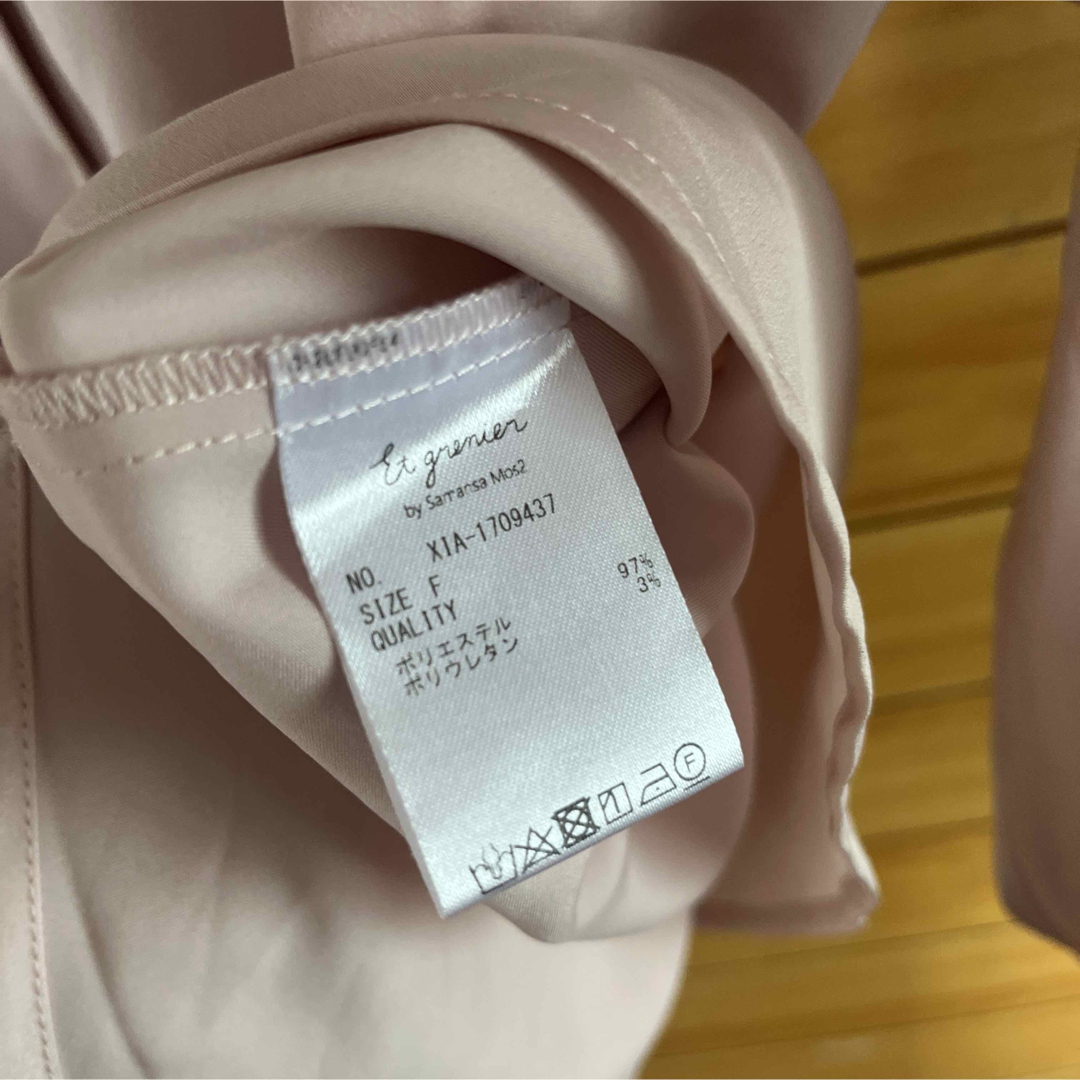 Et grenier
by Samansa Mos2
NO. XIA-1709437
SIZE F
QUALITY
ポリエステル 97%
ポリウレタン 3%
F